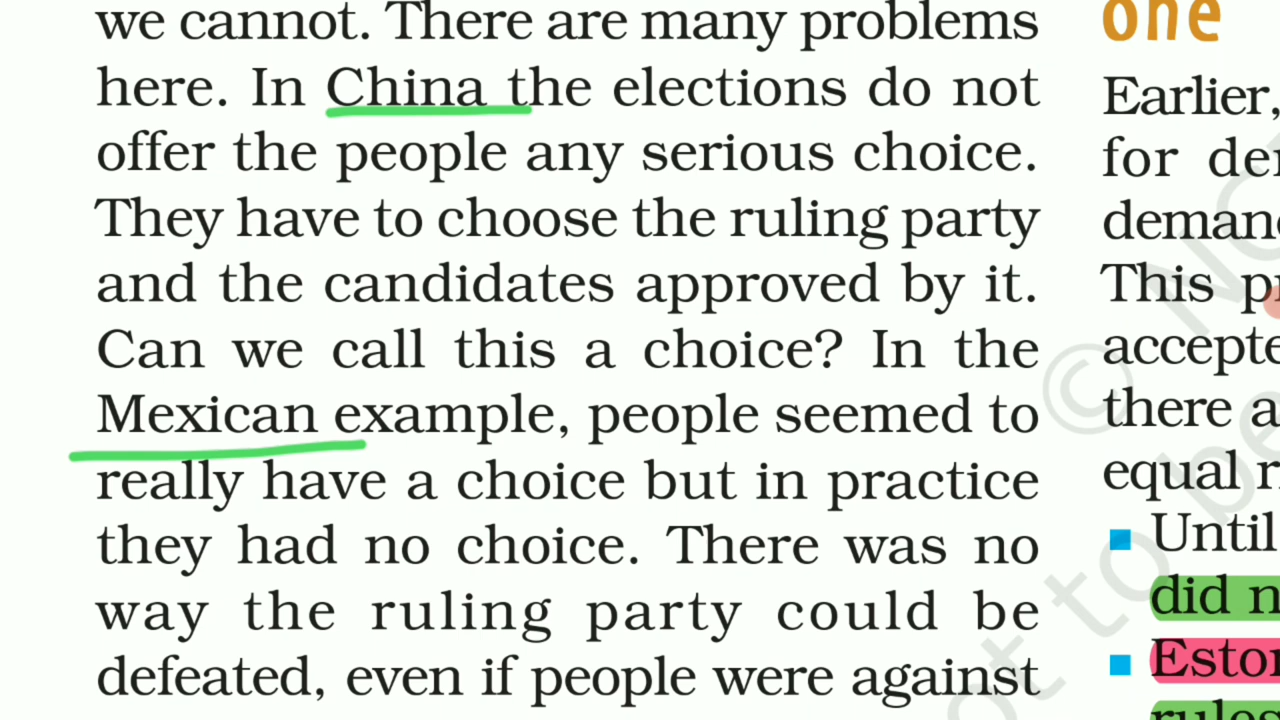 we cannot. There are many problems
here. In China the elections do not
offer the people any serious choice.
They have to choose the ruling party
and the candidates approved by it.
Can we call this a choice? In the
Mexican example, people seemed to
really have a choice but in practice
they had no choice. There was no
way the ruling party could be
defeated, even if people were against
one
Earlier,
for
This
there a
equal
Until
did
©
to be